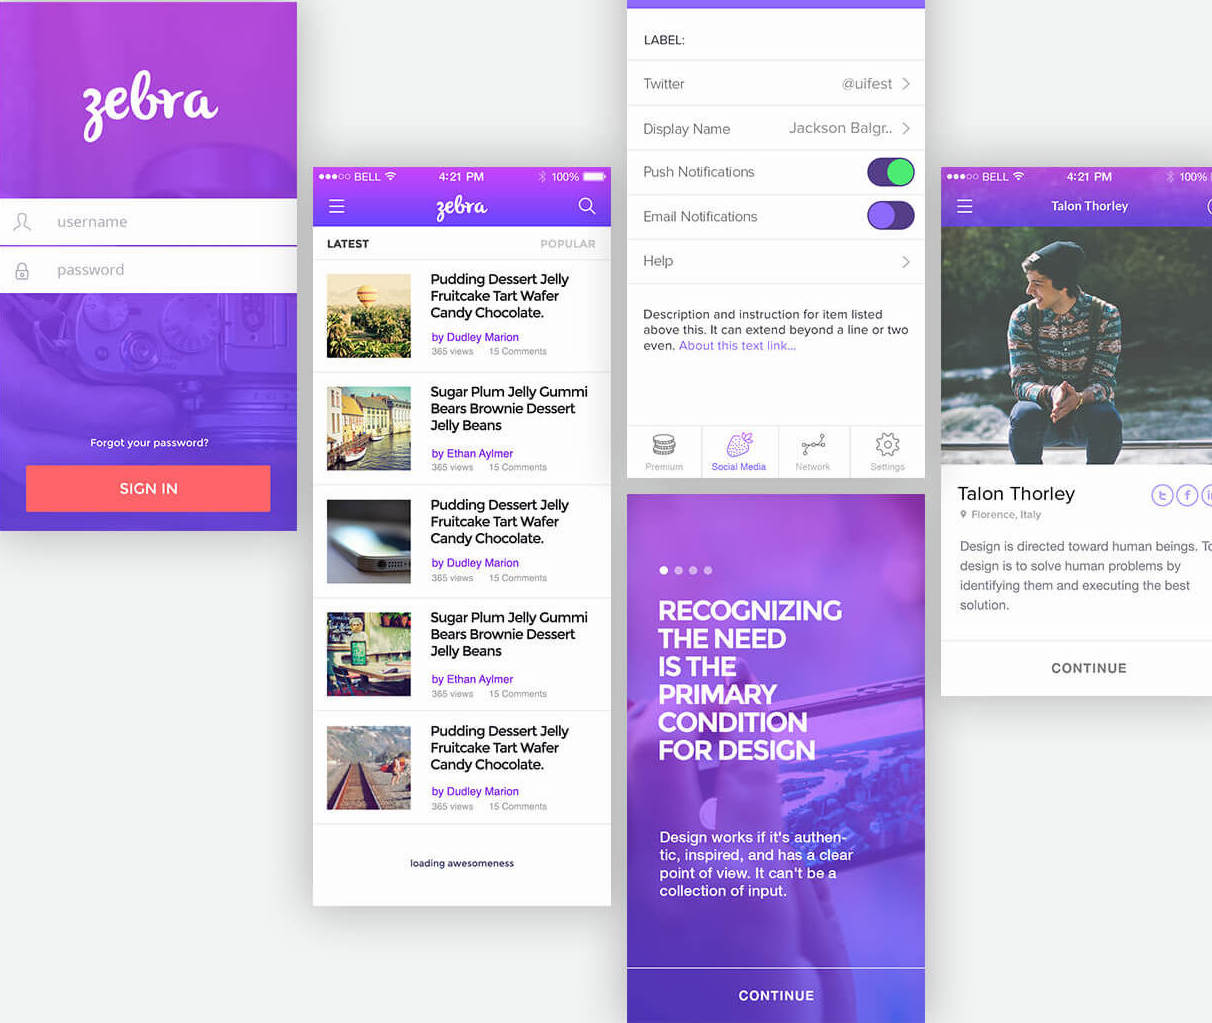 zebra
username
password
Forgot your password?
SIGN IN
BELL 4:21 PM 100%
zebra
LATEST POPULAR
Pudding Dessert Jelly
Fruitcake Tart Wafer
Candy Chocolate.
by Dudley Marion
365 views 15 Comments
Sugar Plum Jelly Gummi
Bears Brownie Dessert
Jelly Beans
by Ethan Aylmer
365 views 15 Comments
Pudding Dessert Jelly
Fruitcake Tart Wafer
Candy Chocolate.
by Dudley Marion
365 views 15 Comments
Sugar Plum Jelly Gummi
Bears Brownie Dessert
Jelly Beans
by Ethan Aylmer
365 views 15 Comments
Pudding Dessert Jelly
Fruitcake Tart Wafer
Candy Chocolate.
by Dudley Marion
365 views 15 Comments
loading awesomeness
LABEL:
Twitter @uifest
Display Name Jackson Balgr..
Push Notifications
Email Notifications
Help
Description and instruction for item listed
above this. It can extend beyond a line or two
even. About this text link...
Premium Social Media Network Settings
RECOGNIZING
THE NEED
IS THE
PRIMARY
CONDITION
FOR DESIGN
Design works if it's authen-
tic, inspired, and has a clear
point of view. It can't be a
collection of input.
CONTINUE
BELL 4:21 PM 100%
Talon Thorley
Talon Thorley
Florence, Italy
Design is directed toward human beings. To
design is to solve human problems by
identifying them and executing the best
solution.
CONTINUE